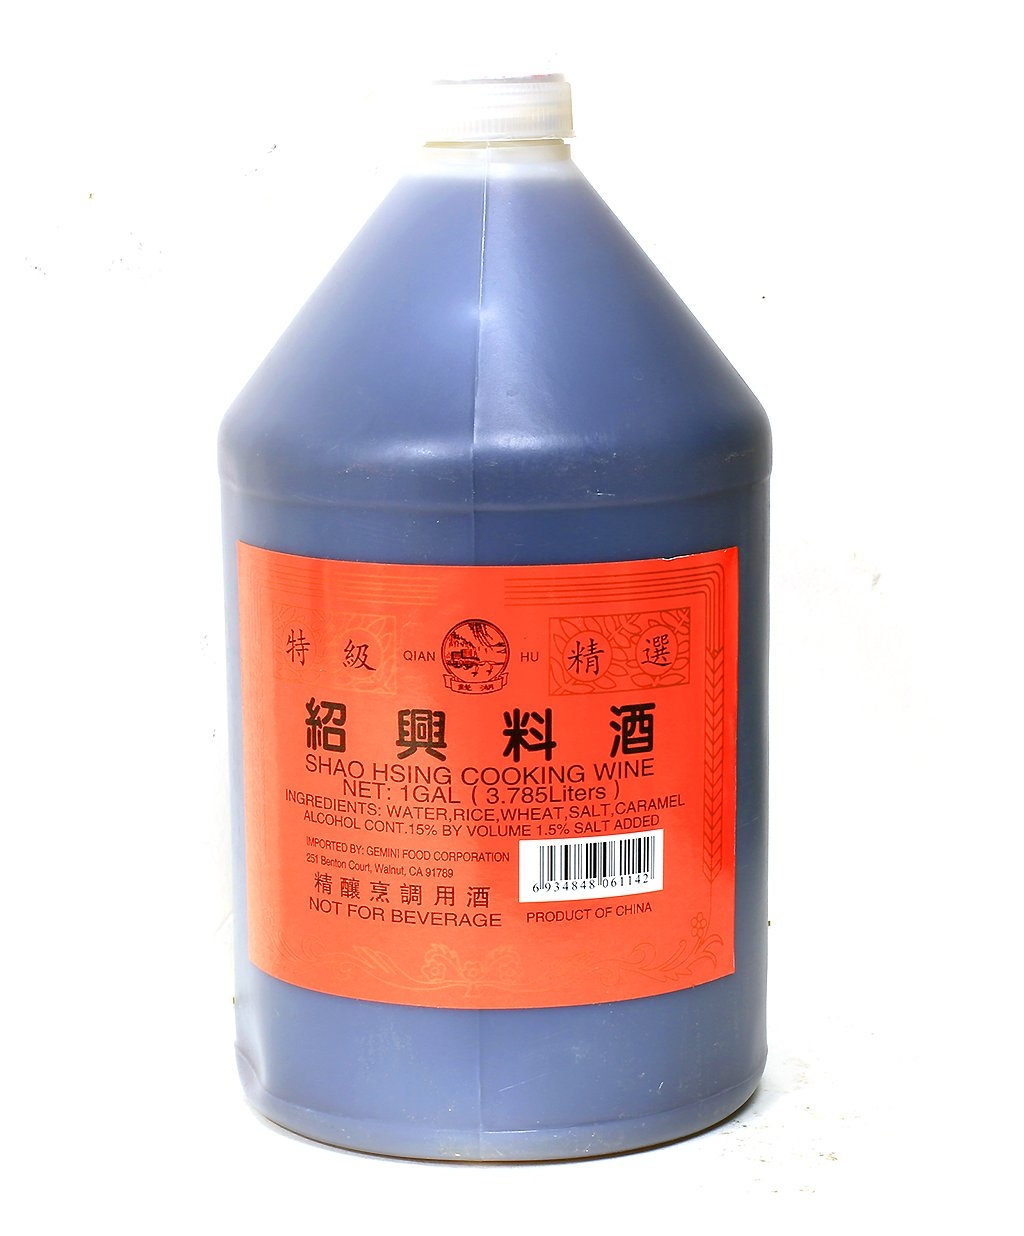 特級 QIAN HU 精選
紹興料酒
SHAO HSING COOKING WINE
NET: 1GAL ( 3.785Liters )
INGREDIENTS: WATER,RICE,WHEAT,SALT,CARAMEL
ALCOHOL CONT.15% BY VOLUME 1.5% SALT ADDED
IMPORTED BY: GEMINI FOOD CORPORATION
251 Benton Court, Walnut, CA 91789
精釀烹調用酒
NOT FOR BEVERAGE
6 934848 061142
PRODUCT OF CHINA